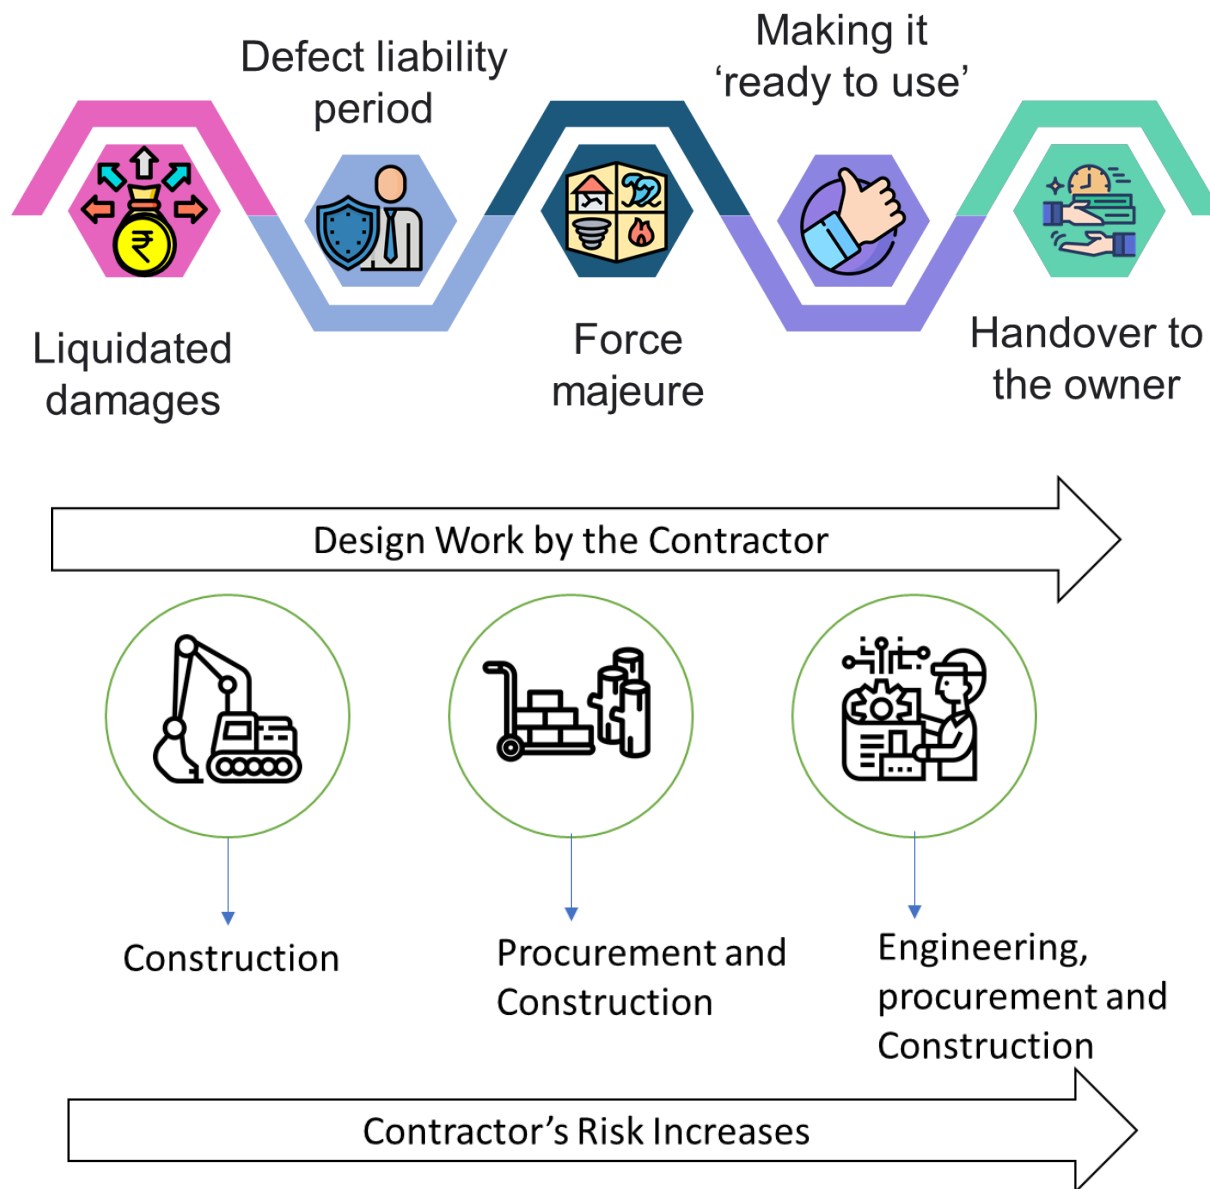 Making it
‘ready to use’
Defect liability
period
₹
Liquidated
damages
Force
majeure
Handover to
the owner
Design Work by the Contractor
Construction
Procurement and
Construction
Engineering,
procurement and
Construction
Contractor’s Risk Increases